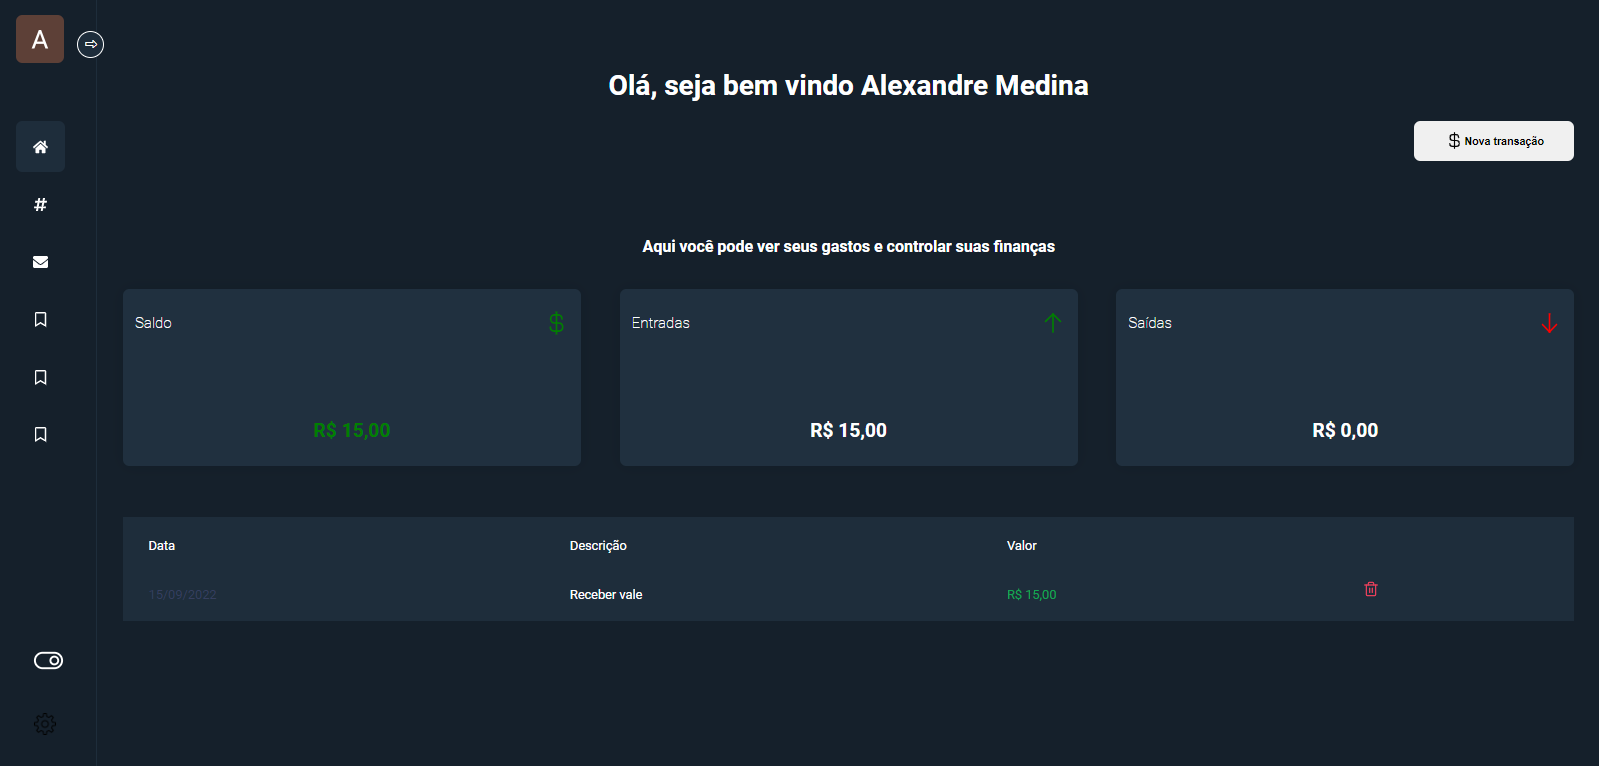 A
Olá, seja bem vindo Alexandre Medina
$ Nova transação
#
Aqui você pode ver seus gastos e controlar suas finanças
Saldo $
Entradas
Saídas
R$ 15,00
R$ 15,00
R$ 0,00
Data Descrição Valor
15/09/2022 Receber vale R$ 15,00